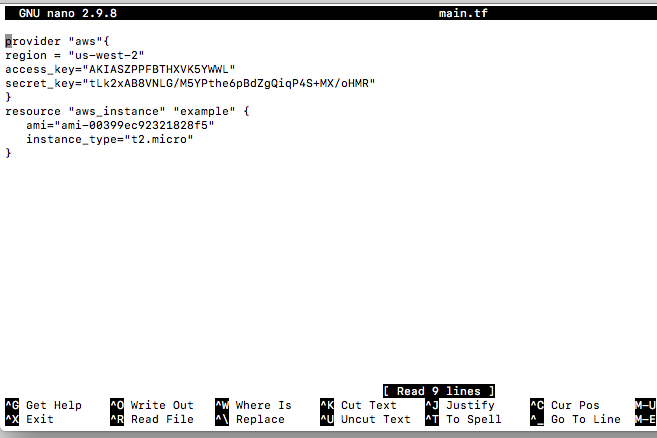 GNU nano 2.9.8 main.tf
provider "aws"{
region = "us-west-2"
access_key="AKIASZPPFBTHXVK5YWWL"
secret_key="tLk2xAB8VNLG/M5YPthe6pBdZgQiqP4S+MX/oHMR"
}
resource "aws_instance" "example" {
   ami="ami-00399ec92321828f5"
   instance_type="t2.micro"
}
[ Read 9 lines ]
^G Get Help ^O Write Out ^W Where Is ^K Cut Text ^J Justify ^C Cur Pos M-U
^X Exit ^R Read File ^\ Replace ^U Uncut Text ^T To Spell ^_ Go To Line M-E